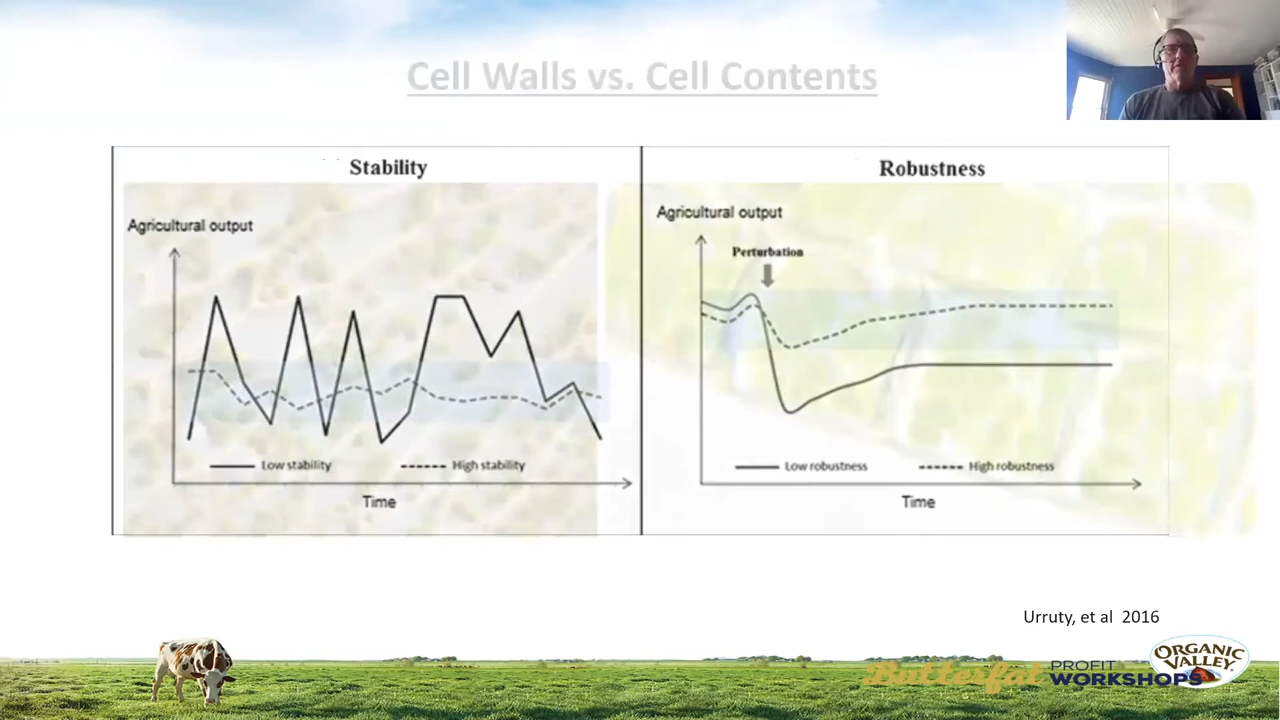 Cell Walls vs. Cell Contents
Stability
Agricultural output
Low stability
High stability
Time
Robustness
Agricultural output
Perturbation
Low robustness
High robustness
Time
Urruty, et al 2016
Butterfat PROFIT WORKSHOPS
ORGANIC VALLEY